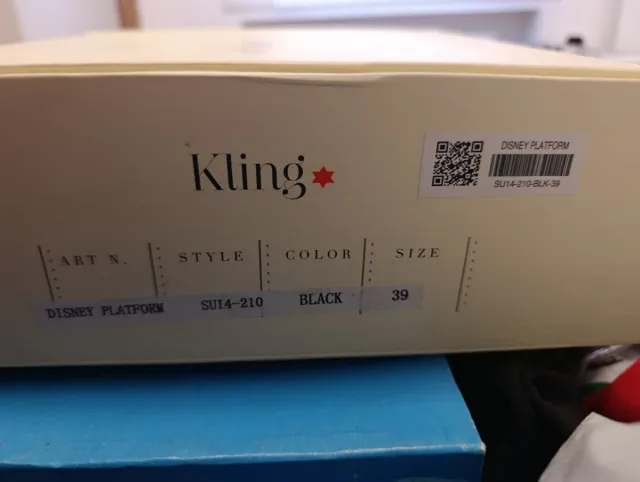 Kling
DISNEY PLATFORM
SU14-210-BLK-39
ART N. STYLE COLOR SIZE
DISNEY PLATFORM SU14-210 BLACK 39